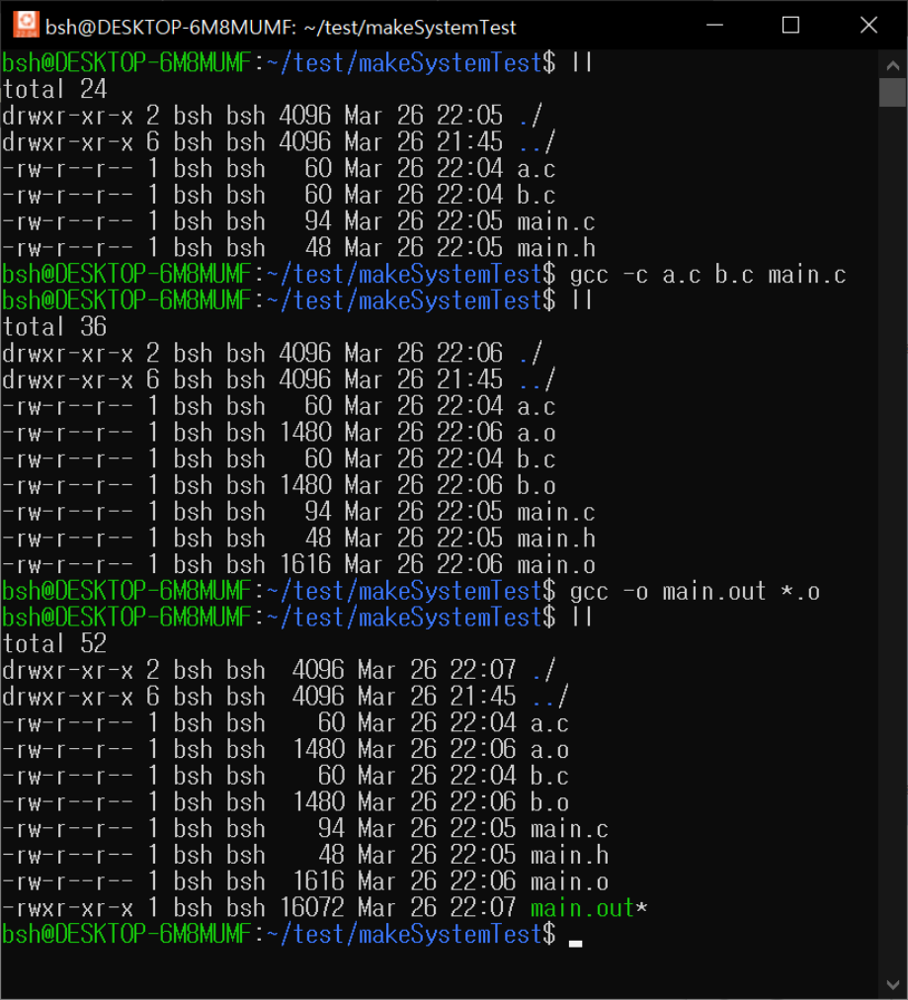 bsh@DESKTOP-6M8MUMF: ~/test/makeSystemTest
bsh@DESKTOP-6M8MUMF:~/test/makeSystemTest$ ll
total 24
drwxr-xr-x 2 bsh bsh 4096 Mar 26 22:05 ./
drwxr-xr-x 6 bsh bsh 4096 Mar 26 21:45 ../
-rw-r--r-- 1 bsh bsh   60 Mar 26 22:04 a.c
-rw-r--r-- 1 bsh bsh   60 Mar 26 22:04 b.c
-rw-r--r-- 1 bsh bsh   94 Mar 26 22:05 main.c
-rw-r--r-- 1 bsh bsh   48 Mar 26 22:05 main.h
bsh@DESKTOP-6M8MUMF:~/test/makeSystemTest$ gcc -c a.c b.c main.c
bsh@DESKTOP-6M8MUMF:~/test/makeSystemTest$ ll
total 36
drwxr-xr-x 2 bsh bsh 4096 Mar 26 22:06 ./
drwxr-xr-x 6 bsh bsh 4096 Mar 26 21:45 ../
-rw-r--r-- 1 bsh bsh   60 Mar 26 22:04 a.c
-rw-r--r-- 1 bsh bsh 1480 Mar 26 22:06 a.o
-rw-r--r-- 1 bsh bsh   60 Mar 26 22:04 b.c
-rw-r--r-- 1 bsh bsh 1480 Mar 26 22:06 b.o
-rw-r--r-- 1 bsh bsh   94 Mar 26 22:05 main.c
-rw-r--r-- 1 bsh bsh   48 Mar 26 22:05 main.h
-rw-r--r-- 1 bsh bsh 1616 Mar 26 22:06 main.o
bsh@DESKTOP-6M8MUMF:~/test/makeSystemTest$ gcc -o main.out *.o
bsh@DESKTOP-6M8MUMF:~/test/makeSystemTest$ ll
total 52
drwxr-xr-x 2 bsh bsh  4096 Mar 26 22:07 ./
drwxr-xr-x 6 bsh bsh  4096 Mar 26 21:45 ../
-rw-r--r-- 1 bsh bsh    60 Mar 26 22:04 a.c
-rw-r--r-- 1 bsh bsh  1480 Mar 26 22:06 a.o
-rw-r--r-- 1 bsh bsh    60 Mar 26 22:04 b.c
-rw-r--r-- 1 bsh bsh  1480 Mar 26 22:06 b.o
-rw-r--r-- 1 bsh bsh    94 Mar 26 22:05 main.c
-rw-r--r-- 1 bsh bsh    48 Mar 26 22:05 main.h
-rw-r--r-- 1 bsh bsh  1616 Mar 26 22:06 main.o
-rwxr-xr-x 1 bsh bsh 16072 Mar 26 22:07 main.out*
bsh@DESKTOP-6M8MUMF:~/test/makeSystemTest$